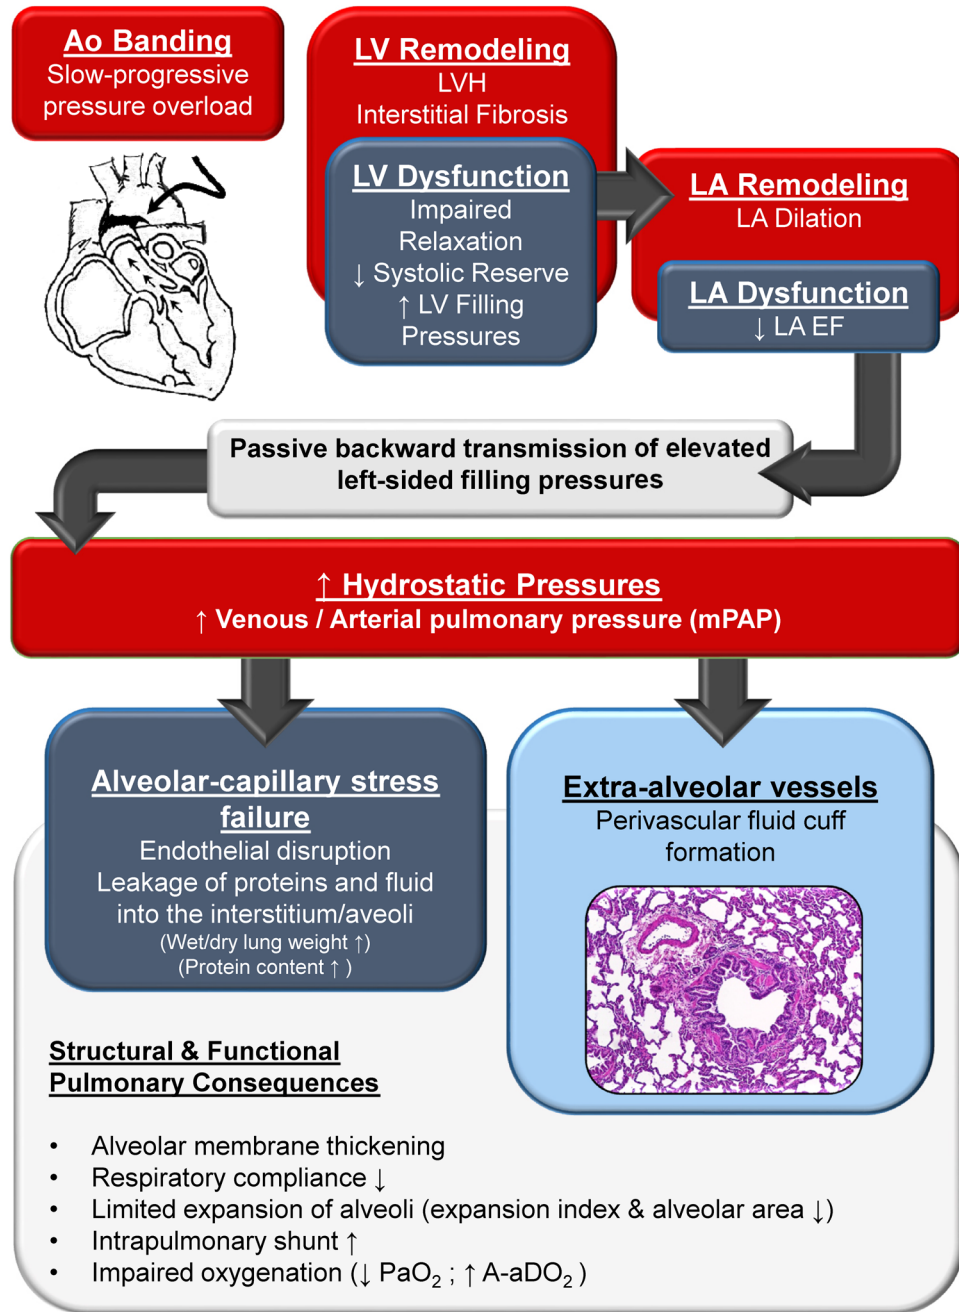 Ao Banding
Slow-progressive
pressure overload
LV Remodeling
LVH
Interstitial Fibrosis
LV Dysfunction
Impaired
Relaxation
↓ Systolic Reserve
↑ LV Filling
Pressures
LA Remodeling
LA Dilation
LA Dysfunction
↓ LA EF
Passive backward transmission of elevated
left-sided filling pressures
↑ Hydrostatic Pressures
↑ Venous / Arterial pulmonary pressure (mPAP)
Alveolar-capillary stress
failure
Endothelial disruption
Leakage of proteins and fluid
into the interstitium/aveoli
(Wet/dry lung weight ↑)
(Protein content ↑ )
Extra-alveolar vessels
Perivascular fluid cuff
formation
Structural & Functional
Pulmonary Consequences
• Alveolar membrane thickening
• Respiratory compliance ↓
• Limited expansion of alveoli (expansion index & alveolar area ↓)
• Intrapulmonary shunt ↑
• Impaired oxygenation (↓ PaO₂ ; ↑ A-aDO₂ )